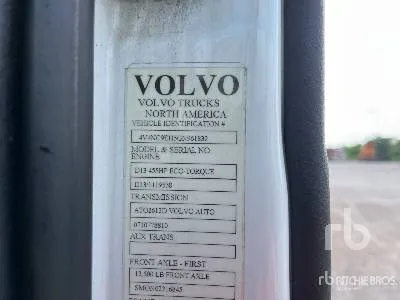 VOLVO
VOLVO TRUCKS
NORTH AMERICA
VEHICLE IDENTIFICATION #
MODEL & SERIAL NO
ENGINE
D13 455HP ECO-TORQUE
TRANSMISSION
ATO2612D VOLVO AUTO
AUX TRANS
FRONT AXLE - FIRST
12,500 LB FRONT AXLE
rb
RITCHIE BROS